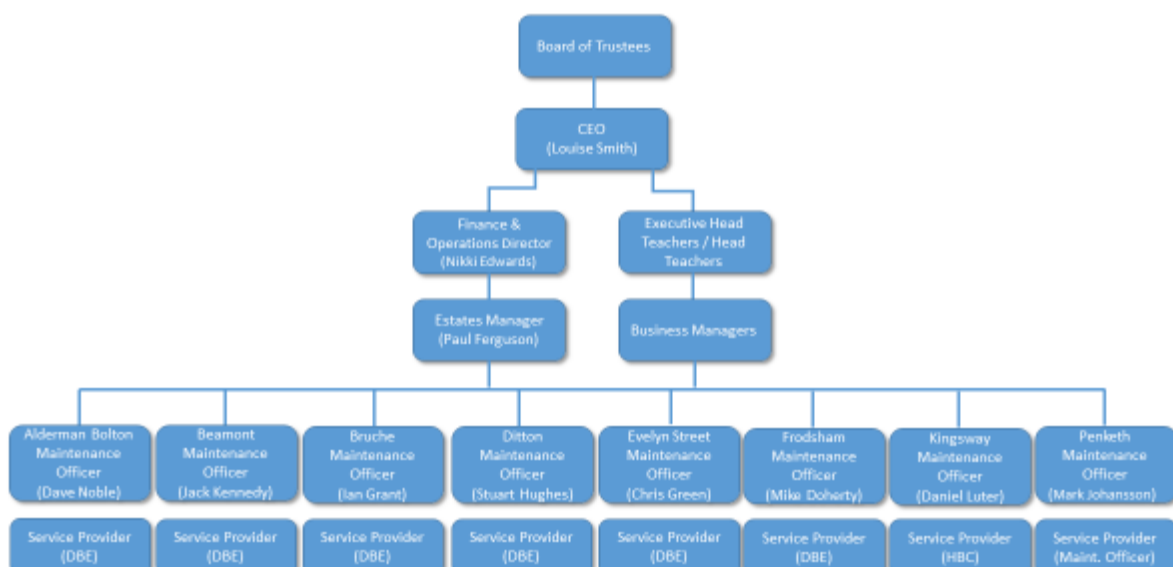 Board of Trustees
CEO
(Louise Smith)
Finance &
Operations Director
(Nikki Edwards)
Executive Head
Teachers / Head
Teachers
Estates Manager
(Paul Ferguson)
Business Managers
Alderman Bolton
Maintenance
Officer
(Dave Noble)
Beamont
Maintenance
Officer
(Jack Kennedy)
Bruche
Maintenance
Officer
(Ian Grant)
Ditton
Maintenance
Officer
(Stuart Hughes)
Evelyn Street
Maintenance
Officer
(Chris Green)
Frodsham
Maintenance
Officer
(Mike Doherty)
Kingsway
Maintenance
Officer
(Daniel Luter)
Penketh
Maintenance
Officer
(Mark Johansson)
Service Provider
(DBE)
Service Provider
(DBE)
Service Provider
(DBE)
Service Provider
(DBE)
Service Provider
(DBE)
Service Provider
(DBE)
Service Provider
(HBC)
Service Provider
(Maint. Officer)